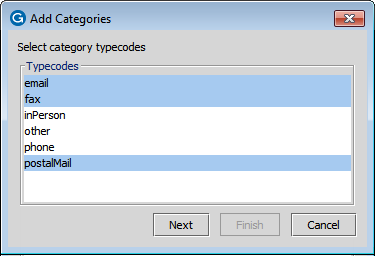 Add Categories
Select category typecodes
Typecodes
email
fax
inPerson
other
phone
postalMail
Next Finish Cancel